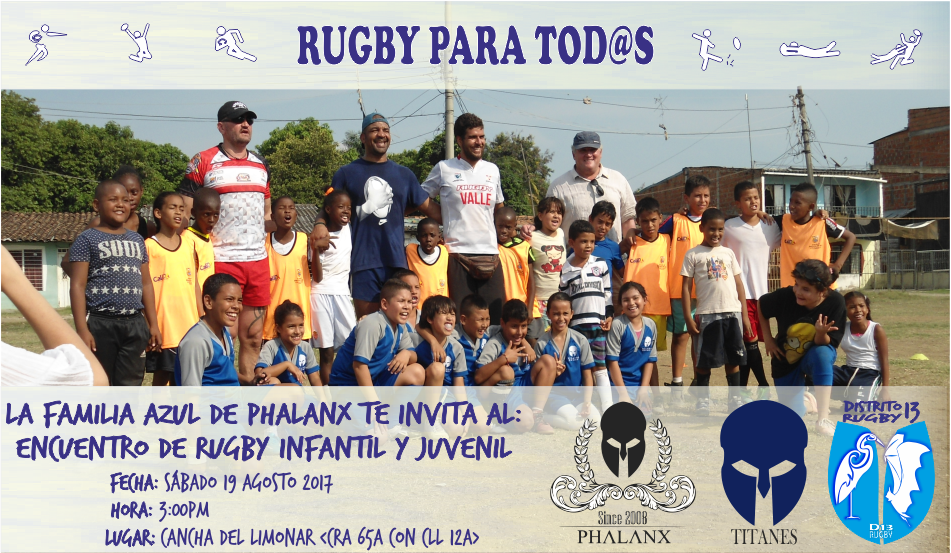 RUGBY PARA TOD@S
RUGBY
VALLE
SOUL
LA FAMILIA AZUL DE PHALANX TE INVITA AL:
ENCUENTRO DE RUGBY INFANTIL Y JUVENIL
FECHA: SÁBADO 19 AGOSTO 2017
HORA: 3:00PM
LUGAR: CANCHA DEL LIMONAR <CRA 65A CON CLL 12A>
Since 2008
PHALANX
TITANES
DISTRITO 13
RUGBY
D.13
RUGBY